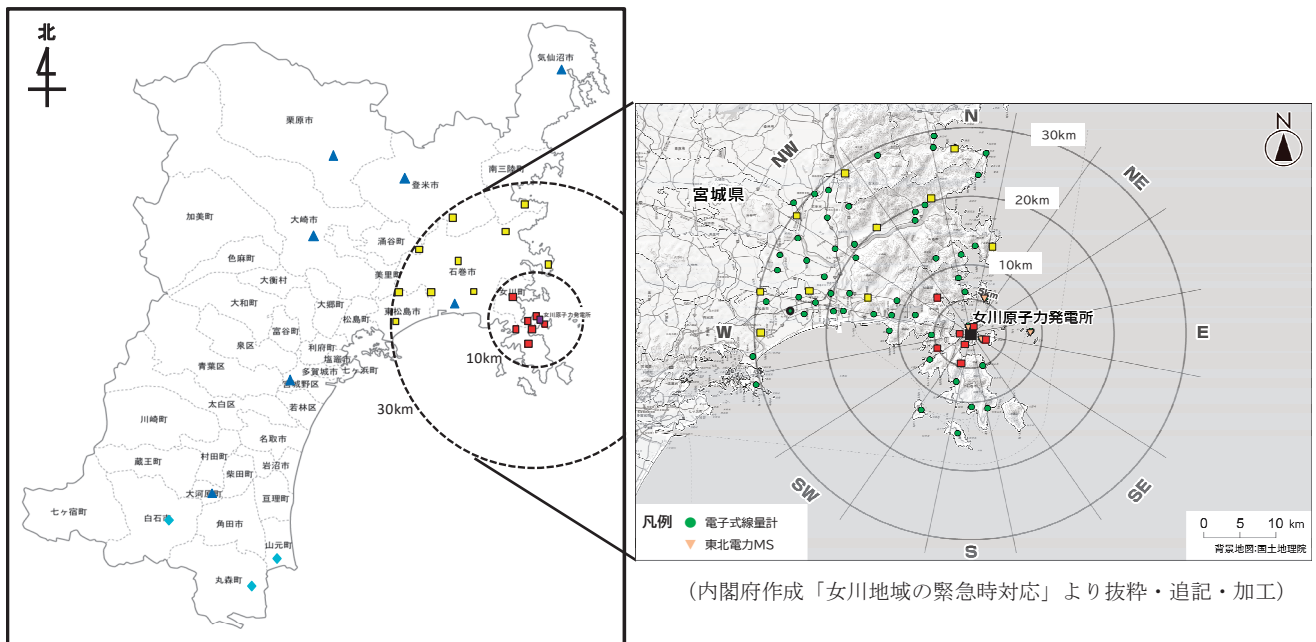 北
気仙沼市
栗原市
南三陸町
登米市
加美町
大崎市
涌谷町
色麻町
美里町
石巻市
大衡村
女川町
大和町
大郷町
東松島市
松島町
女川原子力発電所
富谷町
泉区
利府町
塩竈市
10km
青葉区
多賀城市
七ヶ浜町
宮城野区
30km
太白区
若林区
川崎町
名取市
村田町
蔵王町
岩沼市
柴田町
大河原町
亘理町
七ヶ宿町
白石市
角田市
山元町
丸森町
N
30km
N
NW
NE
宮城県
20km
10km
5km
女川原子力発電所
W
E
SW
SE
S
凡例
電子式線量計
東北電力MS
0 5 10 km
背景地図:国土地理院
(内閣府作成「女川地域の緊急時対応」より抜粋・追記・加工)